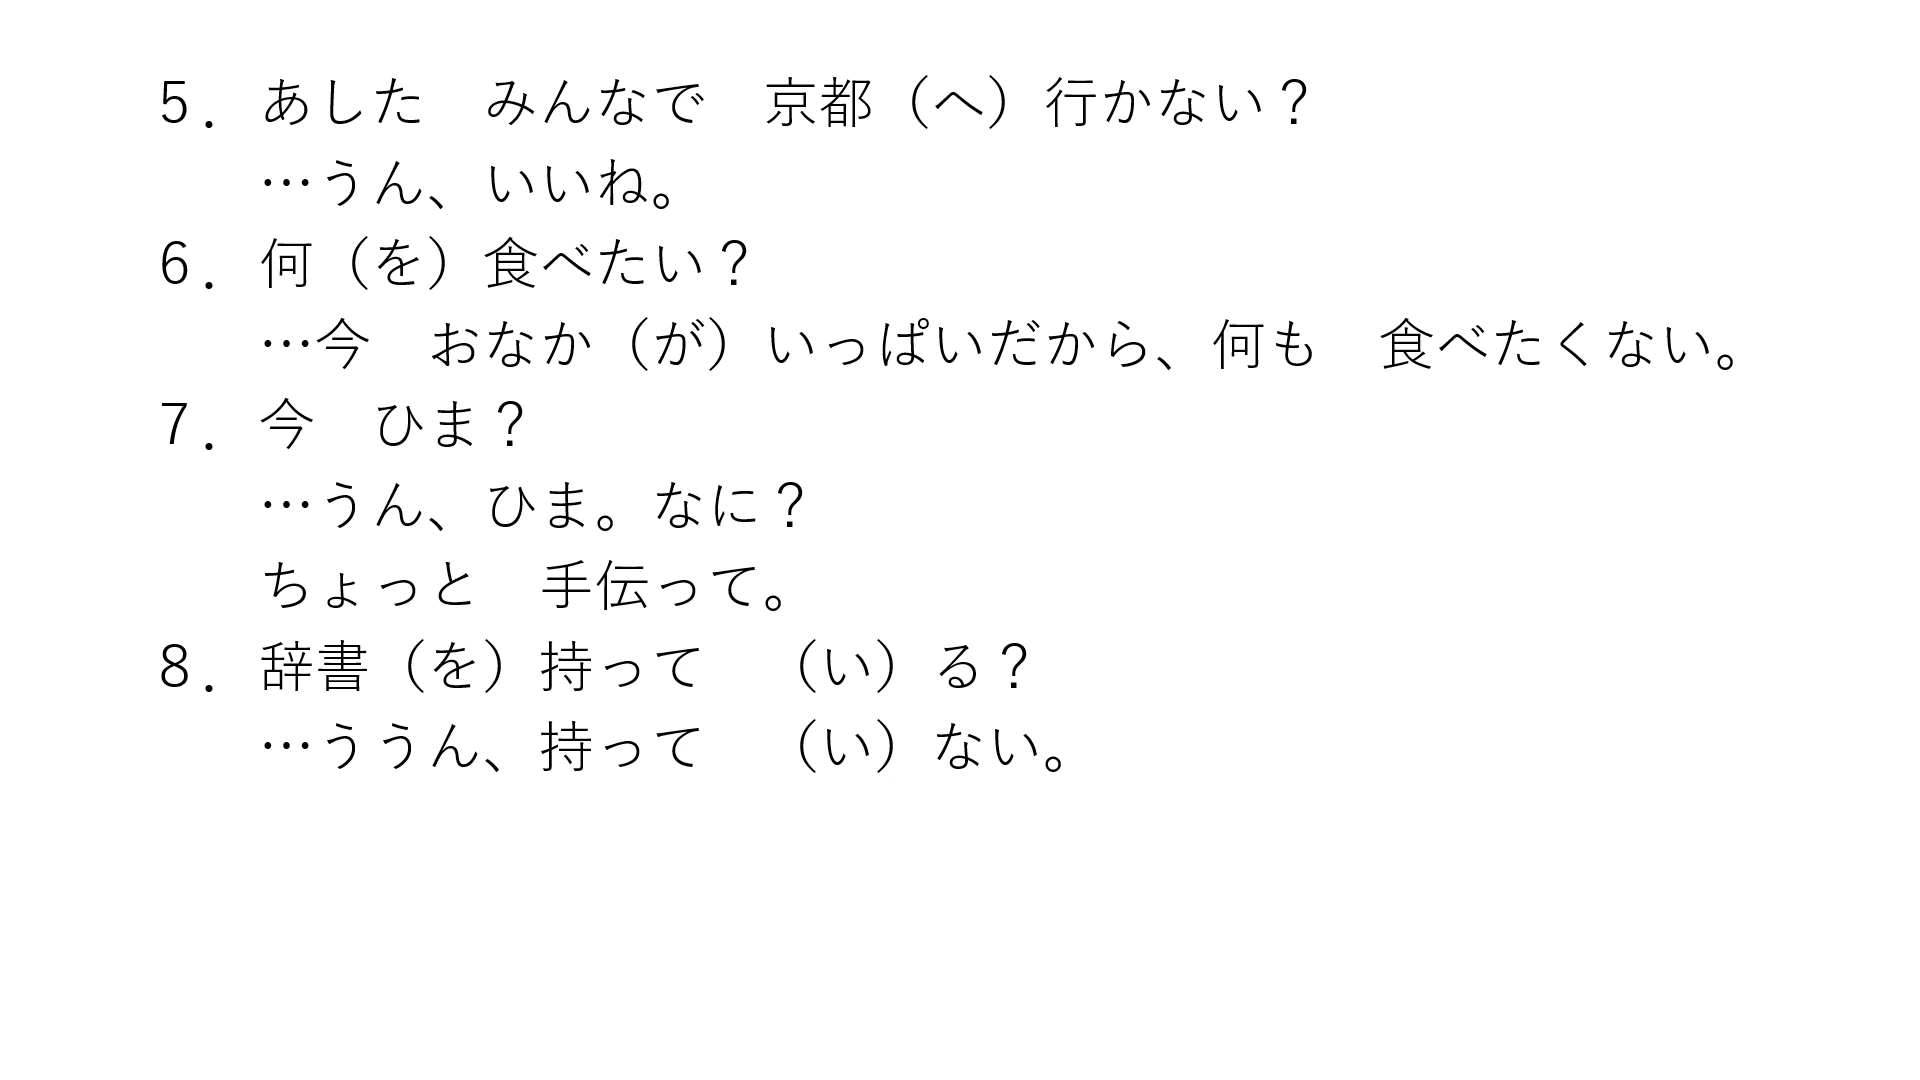 ５．あした　みんなで　京都（へ）行かない？
…うん、いいね。
６．何（を）食べたい？
…今　おなか（が）いっぱいだから、何も　食べたくない。
７．今　ひま？
…うん、ひま。なに？
ちょっと　手伝って。
８．辞書（を）持って　（い）る？
…ううん、持って　（い）ない。